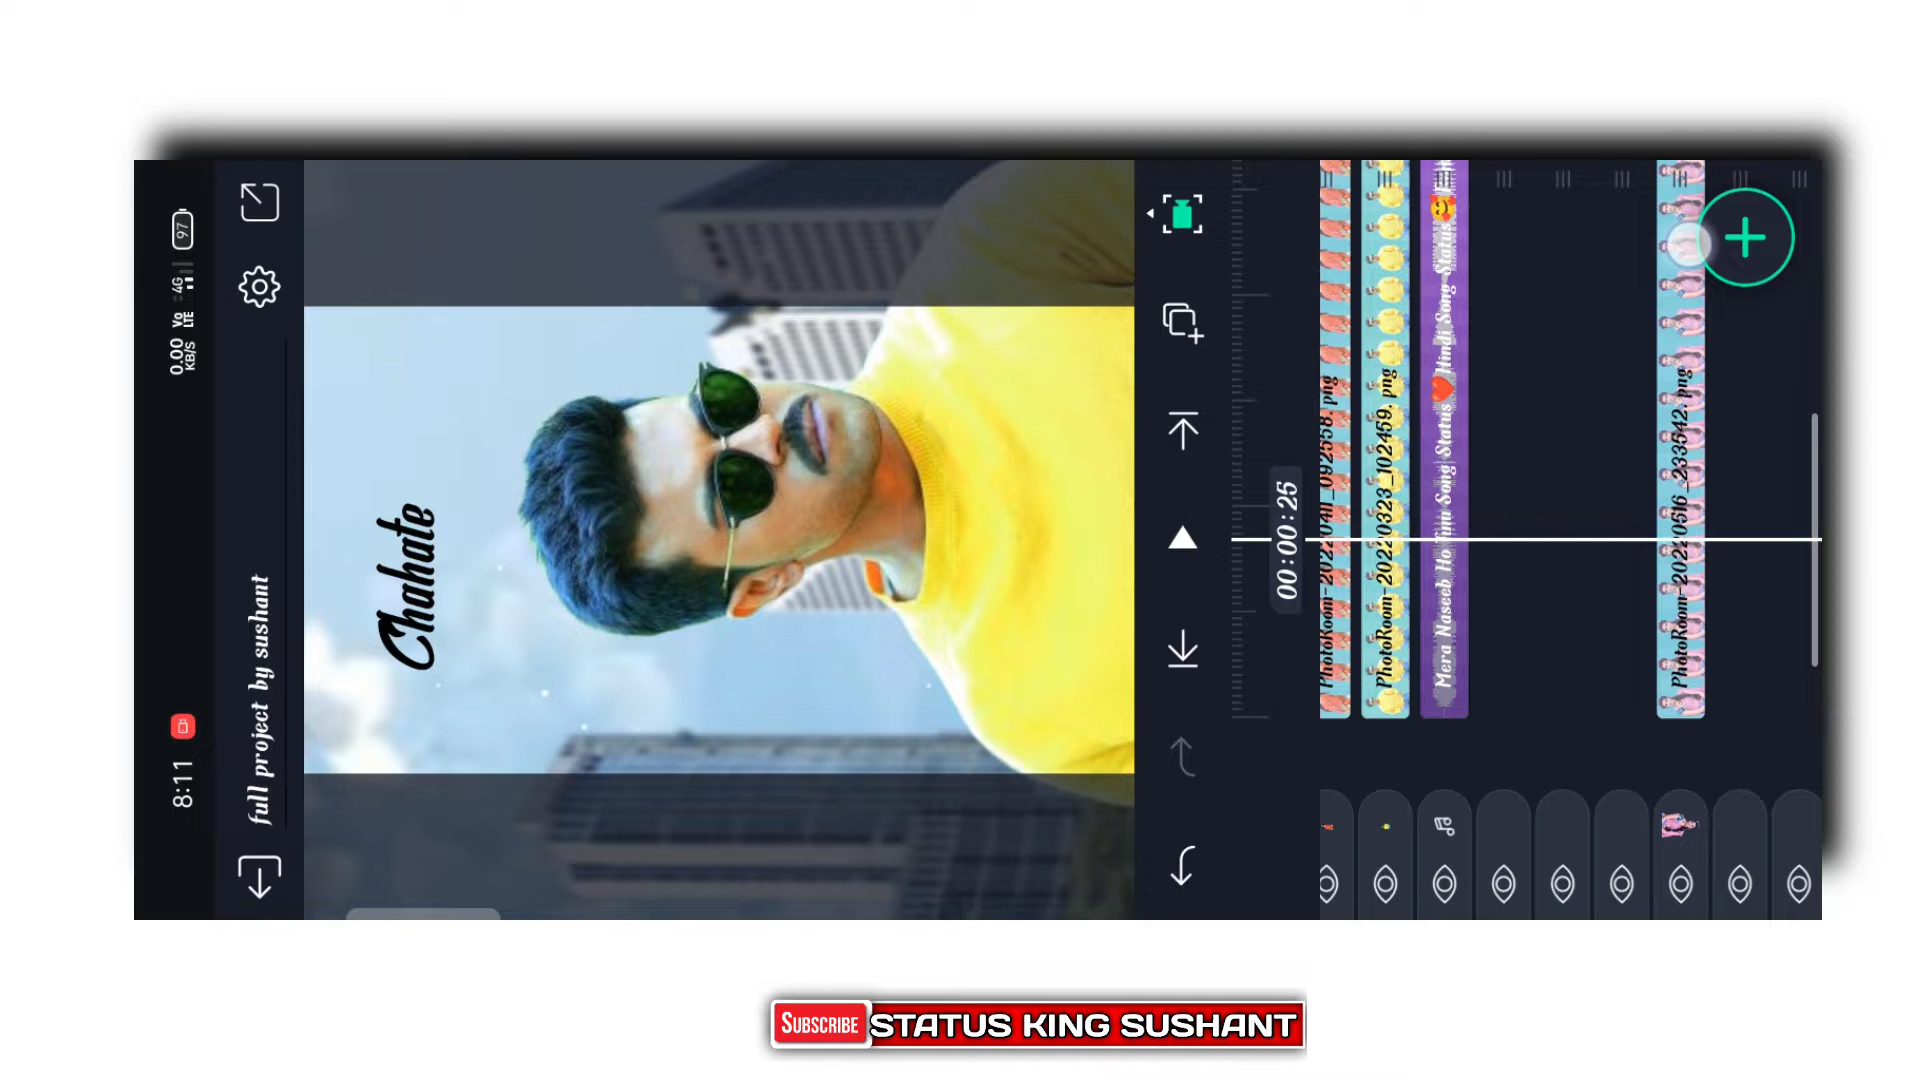 8:11
0.00 KB/S
Vo LTE
4G
97
full project by sushant
Chahate
00:00:25
PhotoRoom-20220411_092558.png
PhotoRoom-20220323_102459.png
Mera Naseeb Ho Tum Song Status❤️ Hindi Song Status🥰
PhotoRoom-20220516_233542.png
SUBSCRIBE
STATUS KING SUSHANT